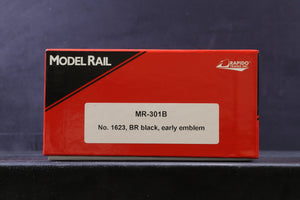 MODEL RAIL
RAPIDO
MR-301B
No. 1623, BR black, early emblem